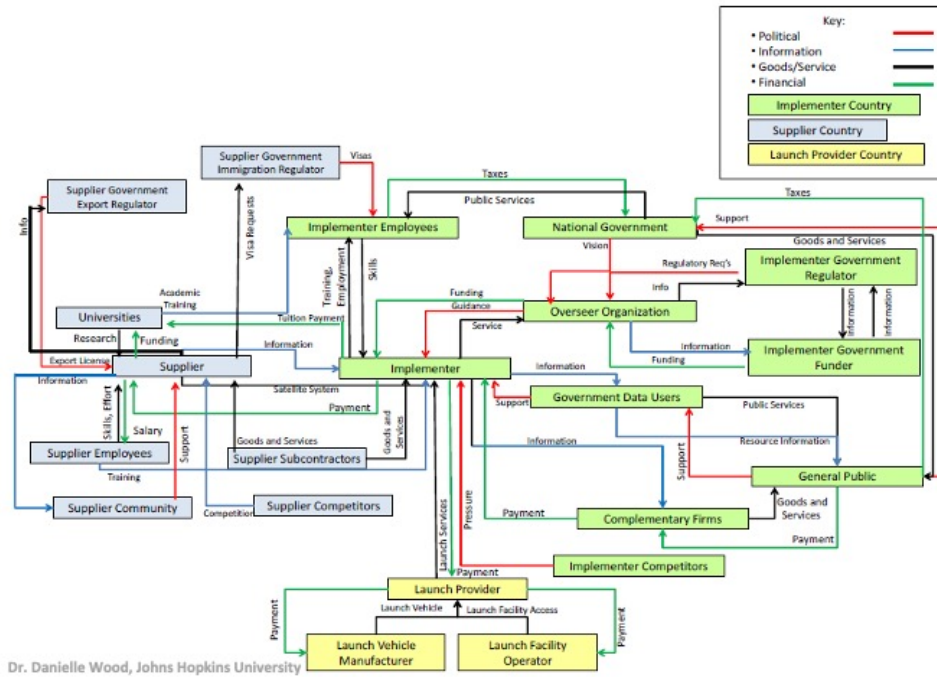 Key:
• Political
• Information
• Goods/Service
• Financial
Implementer Country
Supplier Country
Launch Provider Country
Supplier Government
Immigration Regulator
Visas
Supplier Government
Export Regulator
Info
Visa Requests
Taxes
Public Services
Taxes
Implementer Employees
National Government
Support
Vision
Goods and Services
Regulatory Req's
Implementer Government
Regulator
Training,
Employment
Skills
Academic
Training
Funding
Guidance
Info
Universities
Tuition Payment
Service
Overseer Organization
Information
Information
Research
Funding
Information
Information
Implementer Government
Funder
Export License
Supplier
Implementer
Funding
Information
Satellite System
Information
Payment
Support
Government Data Users
Public Services
Skills, Effort
Salary
Support
Goods and Services
Goods and
Services
Information
Resource Information
Supplier Employees
Supplier Subcontractors
Training
Support
General Public
Supplier Community
Competition
Supplier Competitors
Launch Services
Pressure
Payment
Complementary Firms
Goods and
Services
Payment
Payment
Implementer Competitors
Launch Provider
Launch Vehicle
Launch Facility Access
Payment
Payment
Launch Vehicle
Manufacturer
Launch Facility
Operator
Dr. Danielle Wood, Johns Hopkins University